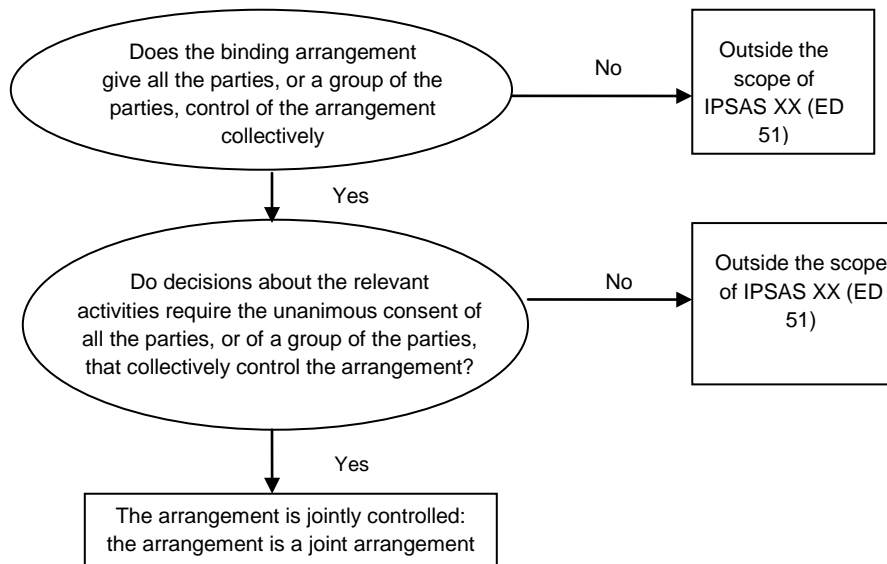 Does the binding arrangement
give all the parties, or a group of the
parties, control of the arrangement
collectively
No
Outside the
scope of
IPSAS XX (ED
51)
Yes
Do decisions about the relevant
activities require the unanimous consent of
all the parties, or of a group of the parties,
that collectively control the arrangement?
No
Outside the scope
of IPSAS XX (ED
51)
Yes
The arrangement is jointly controlled:
the arrangement is a joint arrangement